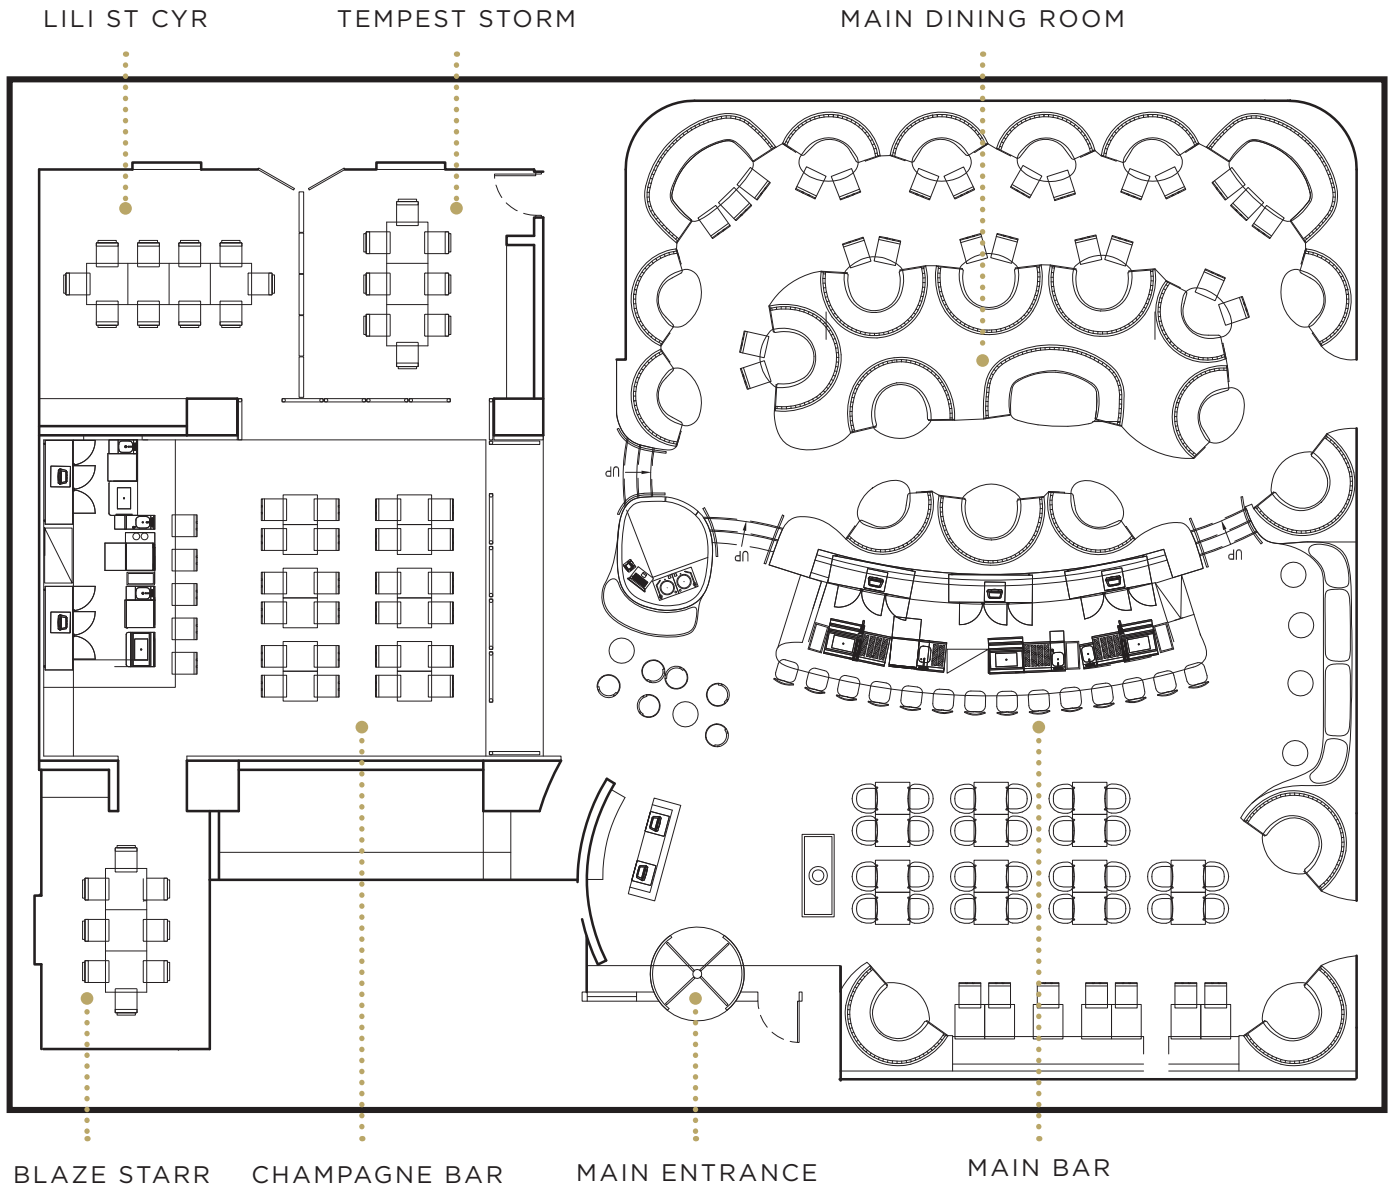 LILI ST CYR
TEMPEST STORM
MAIN DINING ROOM
UP
UP
UP
BLAZE STARR
CHAMPAGNE BAR
MAIN ENTRANCE
MAIN BAR